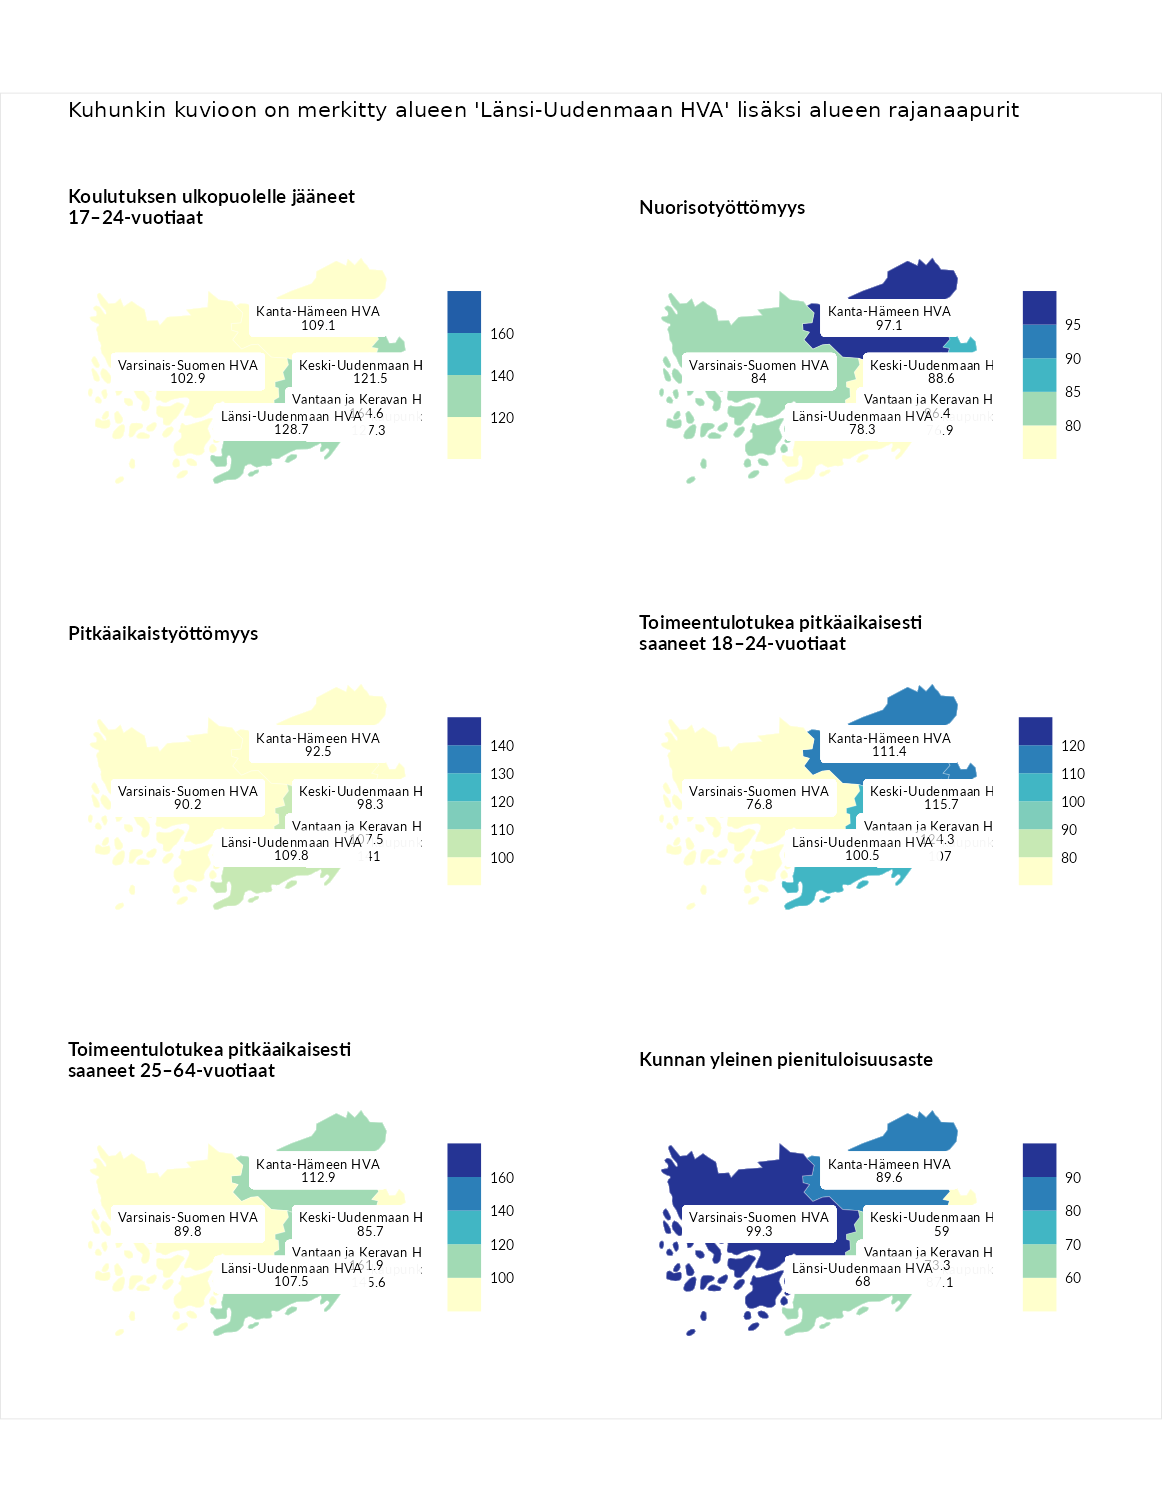 Kuhunkin kuvioon on merkitty alueen 'Länsi-Uudenmaan HVA' lisäksi alueen rajanaapurit
Koulutuksen ulkopuolelle jääneet
17–24-vuotiaat
Kanta-Hämeen HVA
109.1
Varsinais-Suomen HVA
102.9
Keski-Uudenmaan H
121.5
Vantaan ja Keravan H
Länsi-Uudenmaan HVA
128.7
160
140
120
Nuorisotyöttömyys
Kanta-Hämeen HVA
97.1
Varsinais-Suomen HVA
84
Keski-Uudenmaan H
88.6
Vantaan ja Keravan H
Länsi-Uudenmaan HVA
78.3
95
90
85
80
Pitkäaikaistyöttömyys
Kanta-Hämeen HVA
92.5
Varsinais-Suomen HVA
90.2
Keski-Uudenmaan H
98.3
Vantaan ja Keravan H
Länsi-Uudenmaan HVA
109.8
140
130
120
110
100
Toimeentulotukea pitkäaikaisesti
saaneet 18–24-vuotiaat
Kanta-Hämeen HVA
111.4
Varsinais-Suomen HVA
76.8
Keski-Uudenmaan H
115.7
Vantaan ja Keravan H
Länsi-Uudenmaan HVA
100.5
120
110
100
90
80
Toimeentulotukea pitkäaikaisesti
saaneet 25–64-vuotiaat
Kanta-Hämeen HVA
112.9
Varsinais-Suomen HVA
89.8
Keski-Uudenmaan H
85.7
Vantaan ja Keravan H
Länsi-Uudenmaan HVA
107.5
160
140
120
100
Kunnan yleinen pienituloisuusaste
Kanta-Hämeen HVA
89.6
Varsinais-Suomen HVA
99.3
Keski-Uudenmaan H
59
Vantaan ja Keravan H
Länsi-Uudenmaan HVA
68
90
80
70
60